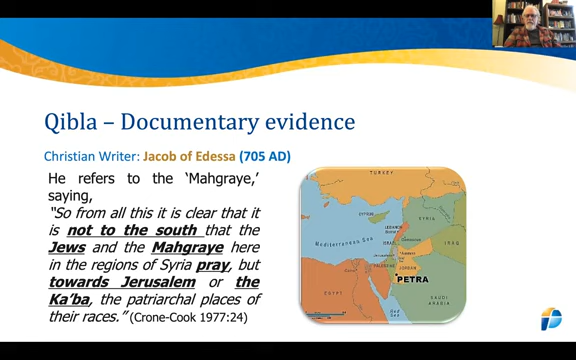 Qibla – Documentary evidence
Christian Writer: Jacob of Edessa (705 AD)
He refers to the ‘Mahgraye,’
saying,
“So from all this it is clear that it
is not to the south that the
Jews and the Mahgraye here
in the regions of Syria pray, but
towards Jerusalem or the
Ka’ba, the patriarchal places of
their races.” (Crone-Cook 1977:24)
TURKEY
CYPRUS
SYRIA
LEBANON
Mediterranean Sea
IRAQ
JORDAN
PETRA
EGYPT
SAUDI
ARABIA
Red
Sea